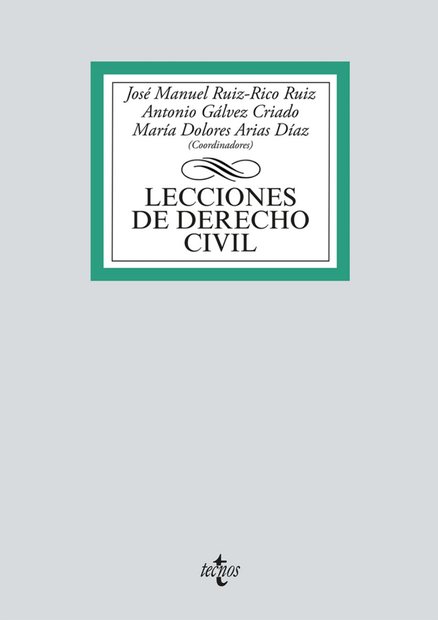 José Manuel Ruiz-Rico Ruiz
Antonio Gálvez Criado
María Dolores Arias Díaz
(Coordinadores)
LECCIONES
DE DERECHO
CIVIL
tecnos